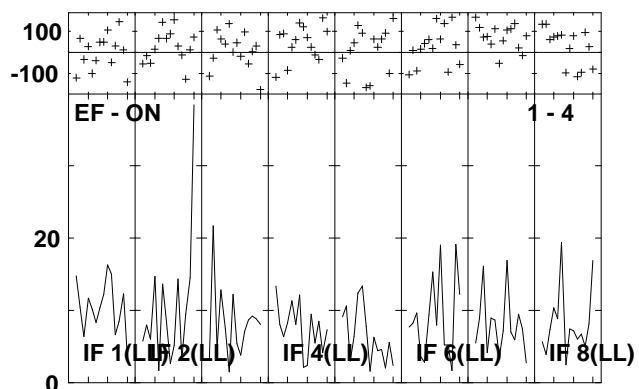 100
-100
EF - ON 1 - 4
20
IF 1(LL) IF 2(LL) IF 4(LL) IF 6(LL) IF 8(LL)
0